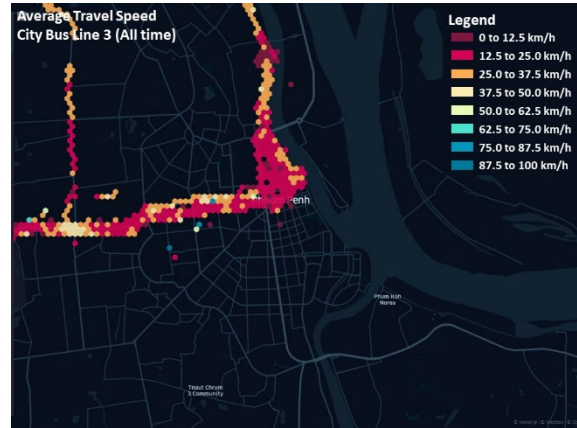 Average Travel Speed
City Bus Line 3 (All time)
Legend
0 to 12.5 km/h
12.5 to 25.0 km/h
25.0 to 37.5 km/h
37.5 to 50.0 km/h
50.0 to 62.5 km/h
62.5 to 75.0 km/h
75.0 to 87.5 km/h
87.5 to 100 km/h
Phum Kah
Norea
Tnaut Chrum
3 Community